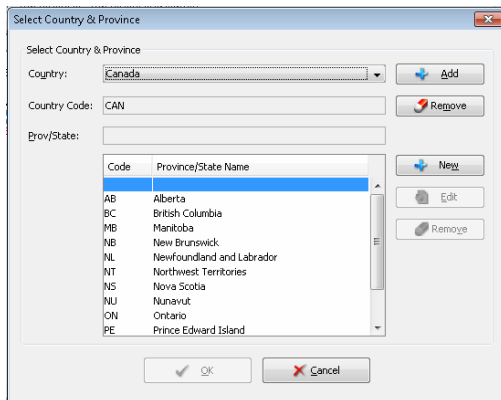 Select Country & Province
Select Country & Province
Country: Canada Add
Country Code: CAN Remove
Prov/State:
Code Province/State Name New
AB Alberta Edit
BC British Columbia
MB Manitoba Remove
NB New Brunswick
NL Newfoundland and Labrador
NT Northwest Territories
NS Nova Scotia
NU Nunavut
ON Ontario
PE Prince Edward Island
OK Cancel